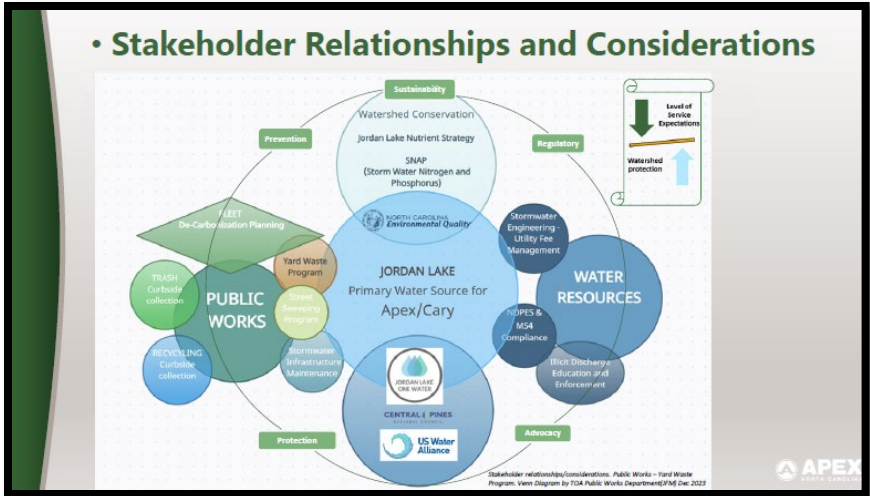 • Stakeholder Relationships and Considerations
Sustainability
Watershed Conservation
Jordan Lake Nutrient Strategy
SNAP
(Storm Water Nitrogen and
Phosphorus)
Prevention
Regulatory
Level of
Service
Expectations
Watershed
protection
NORTH CAROLINA
Environmental Quality
FLEET
De-Carbonization Planning
Stormwater
Engineering -
Utility Fee
Management
Yard Waste
Program
JORDAN LAKE
Primary Water Source for
Apex/Cary
WATER
RESOURCES
TRASH
Curbside
collection
PUBLIC
WORKS
Street
Sweeping
Program
NDPES &
MS4
Compliance
RECVYCLING
Curbside
collection
Stormwater
Infrastructure
Maintenance
Illicit Discharge
Education and
Enforcement
JORDAN LAKE
ONE WATER
CENTRAL PINES
REGIONAL COUNCIL
US Water
Alliance
Protection
Advocacy
Stakeholder relationships/considerations. Public Works – Yard Waste
Program. Venn Diagram by TOA Public Works Department(JFM) Dec 2023
APEX
NORTH CAROLINA